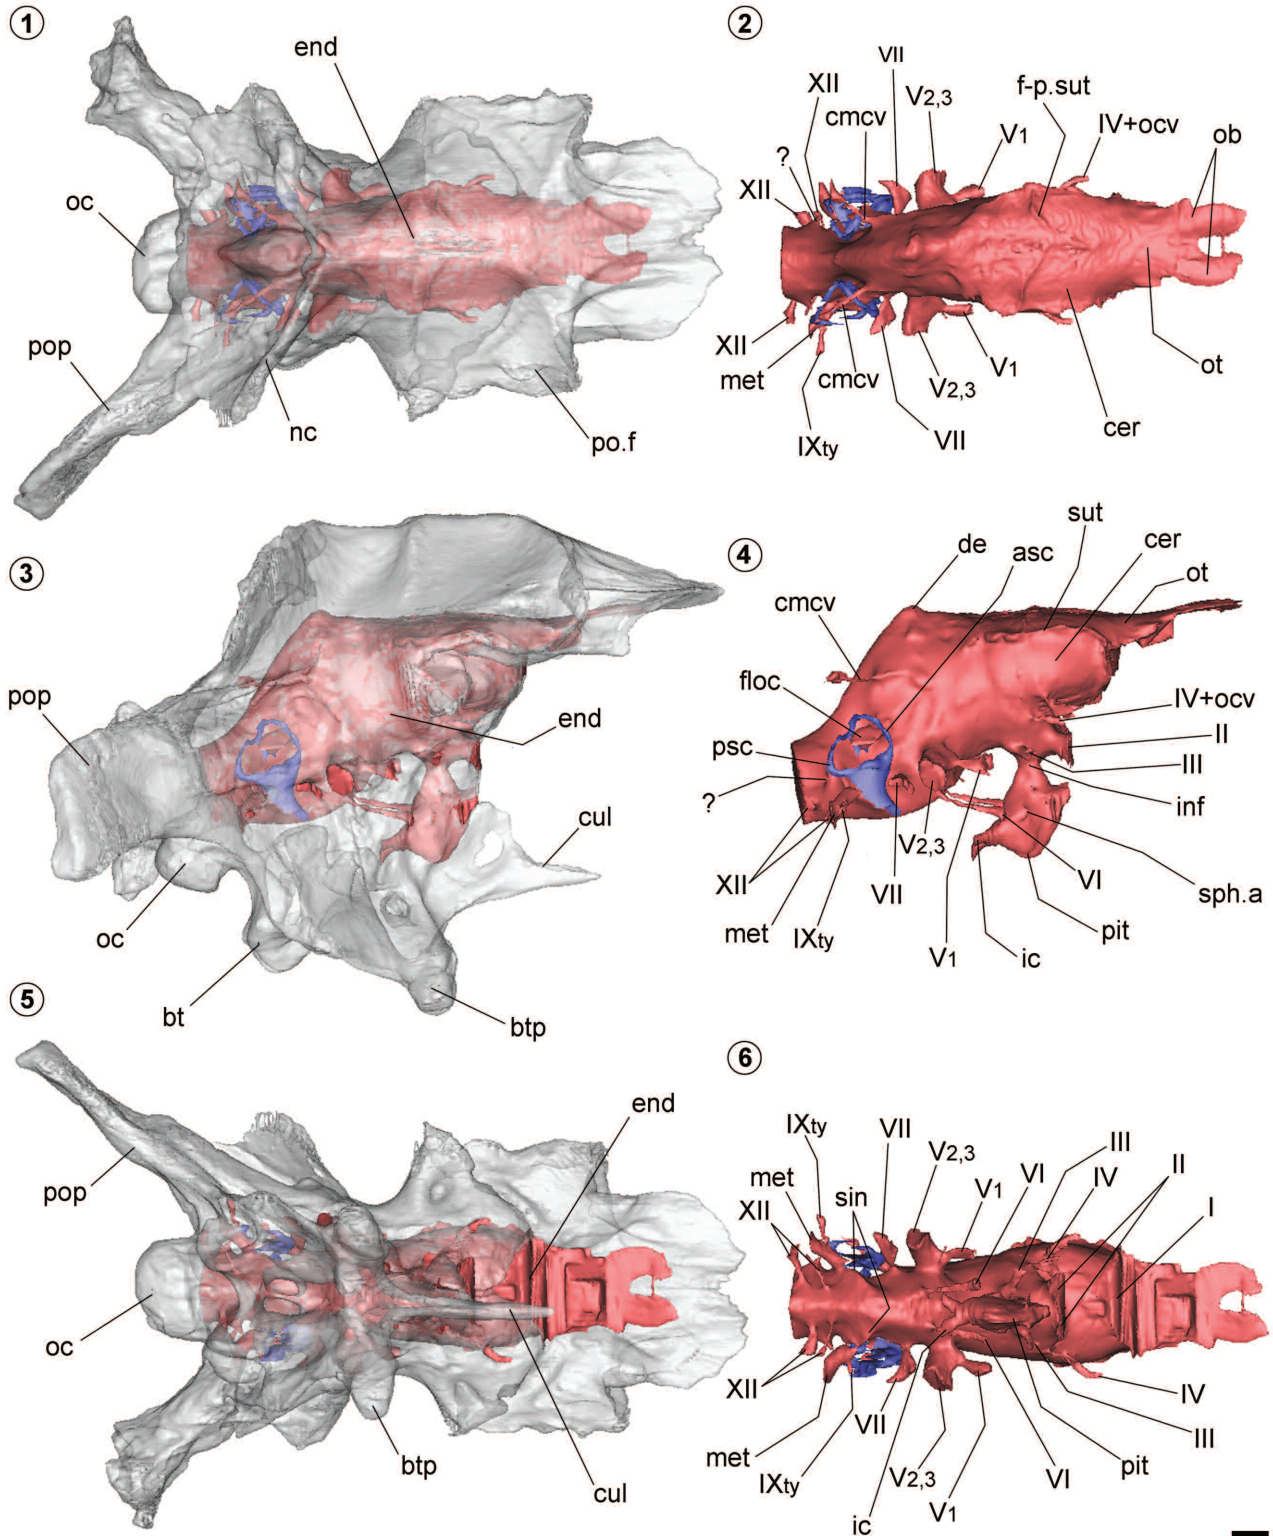 1
end
oc
pop
nc
po.f
2
VII
XII
V2,3
f-p.sut
cmcv
V1
IV+ocv
ob
?
XII
XII
met
cmcv
V2,3
V1
ot
IXty
VII
cer
3
pop
end
cul
oc
bt
btp
4
sut
de
asc
cer
ot
cmcv
floc
IV+ocv
psc
II
III
?
inf
V2,3
XII
VII
VI
sph.a
met
IXty
V1
ic
pit
5
end
pop
oc
btp
cul
6
IXty
VII
V2,3
III
met
V1
VI
IV
II
XII
sin
I
XII
IV
met
VII
III
IXty
V2,3
VI
pit
V1
ic